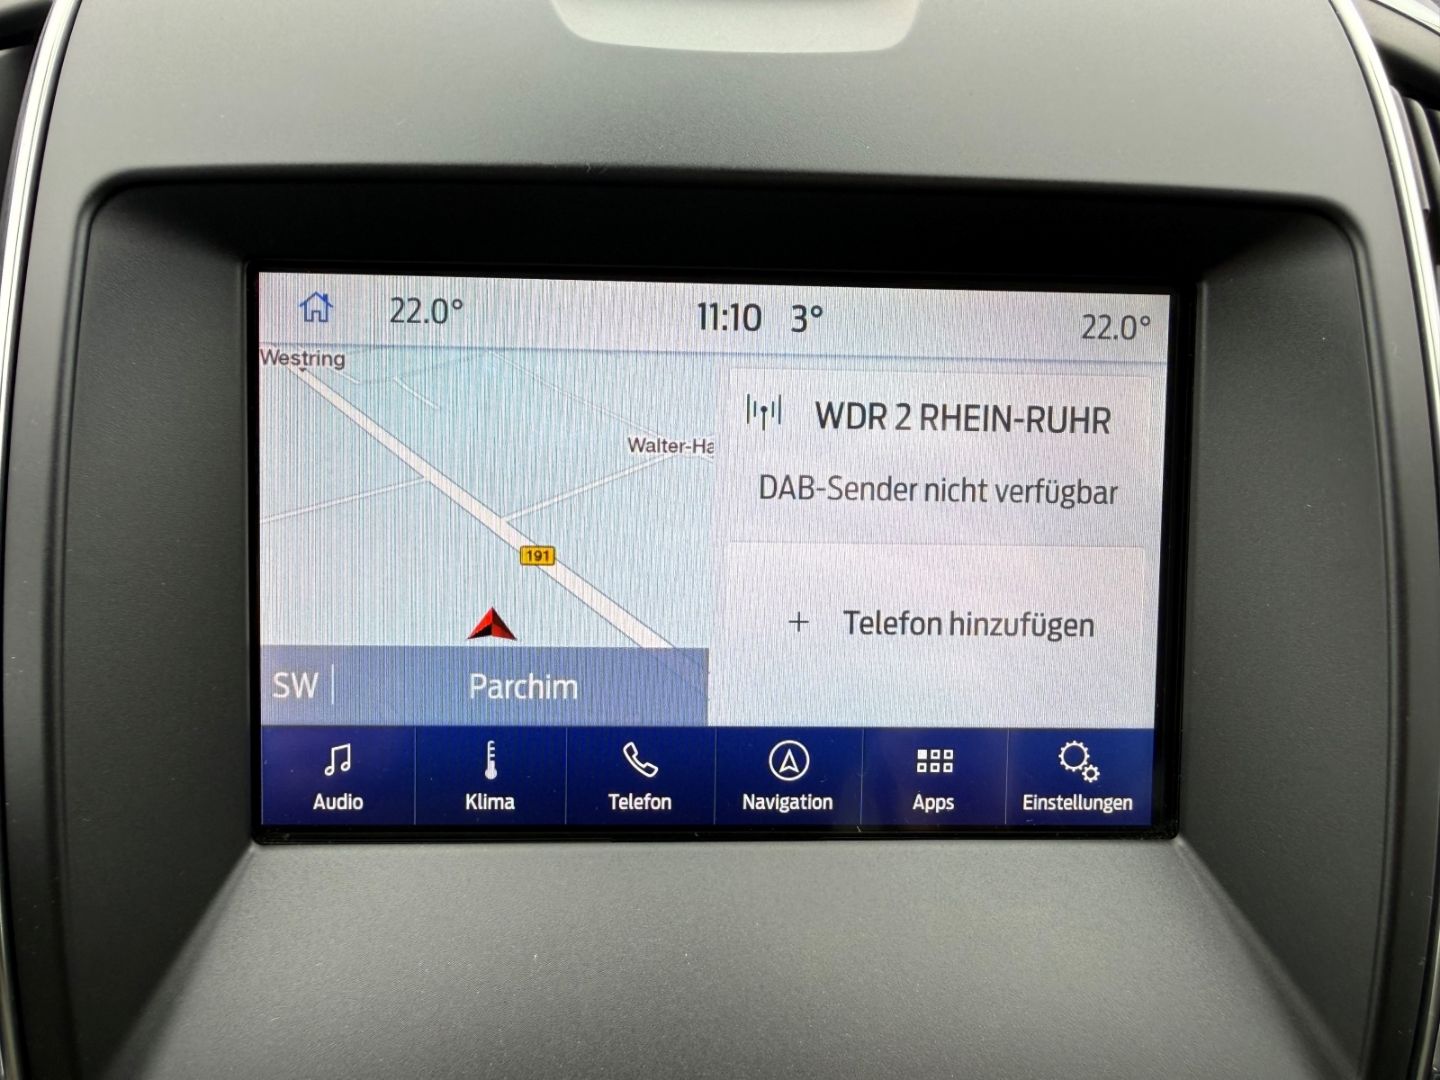 22.0°
11:10 3°
22.0°
Westring
Walter-Ha
191
SW
Parchim
WDR 2 RHEIN-RUHR
DAB-Sender nicht verfügbar
+ Telefon hinzufügen
Audio
Klima
Telefon
Navigation
Apps
Einstellungen